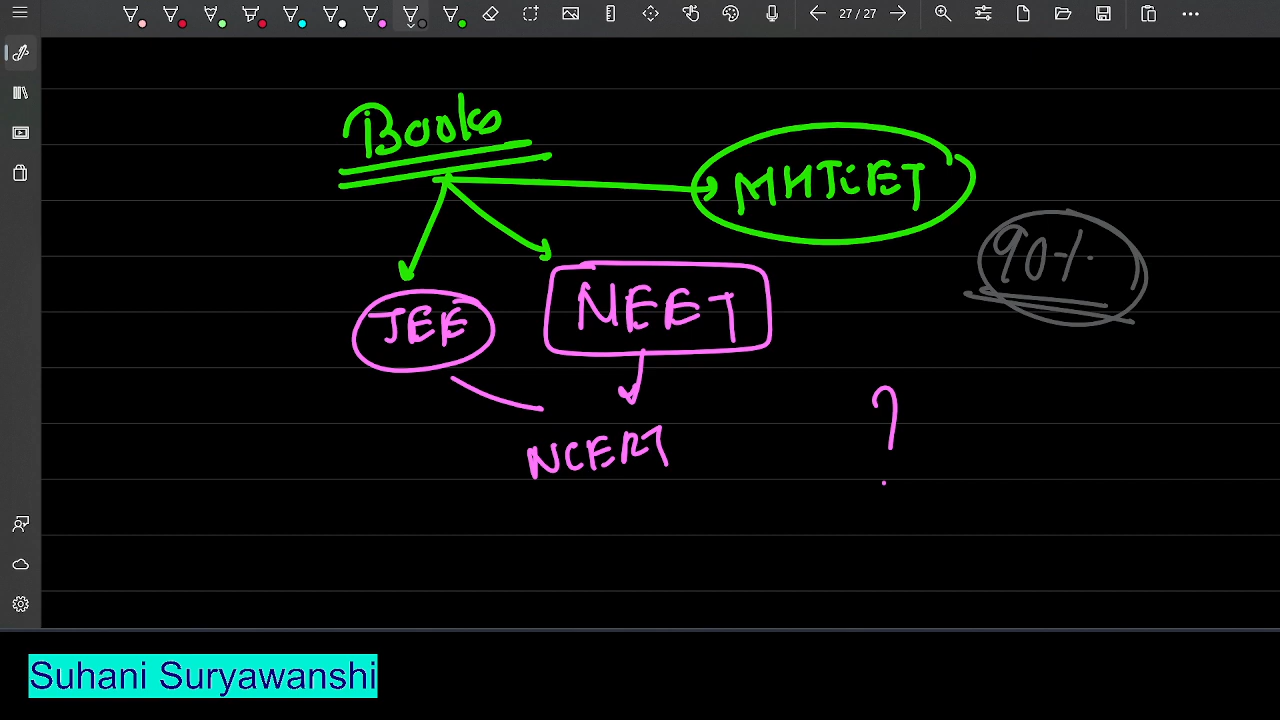 27 / 27
Books
MHTCET
90%
JEE
NEET
NCERT
?
Suhani Suryawanshi